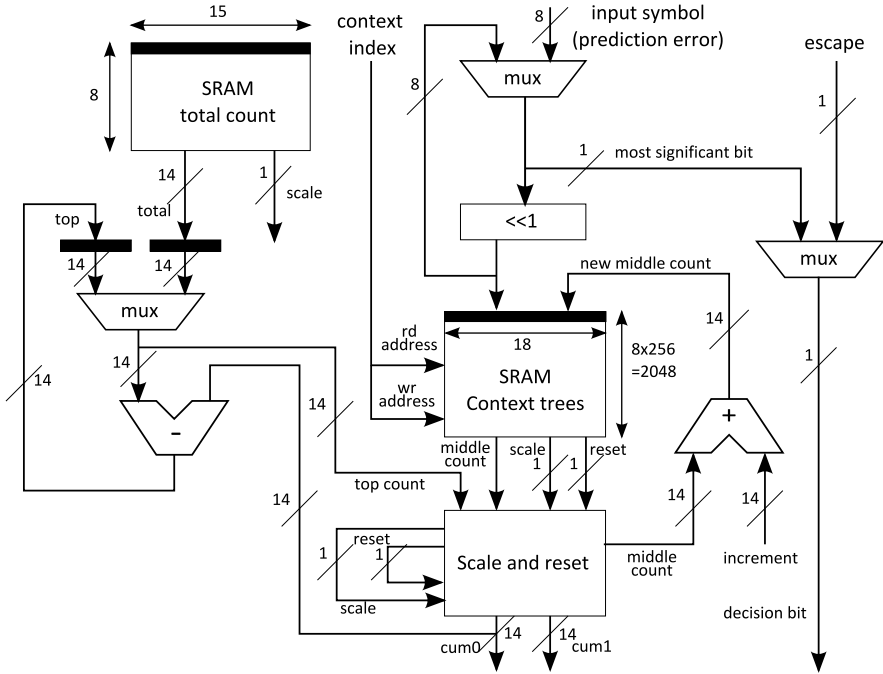 15
context
index
8
input symbol
(prediction error)
escape
mux
8
SRAM
total count
8
1
1
most significant bit
14
1
scale
total
top
<<1
14
14
mux
new middle count
mux
rd
address
18
8x256
=2048
14
1
SRAM
Context trees
wr
address
14
14
14
+
-
middle
count
scale
reset
1
1
top count
14
14
14
reset
1
1
Scale and reset
middle
count
increment
scale
decision bit
14
14
cum0
cum1